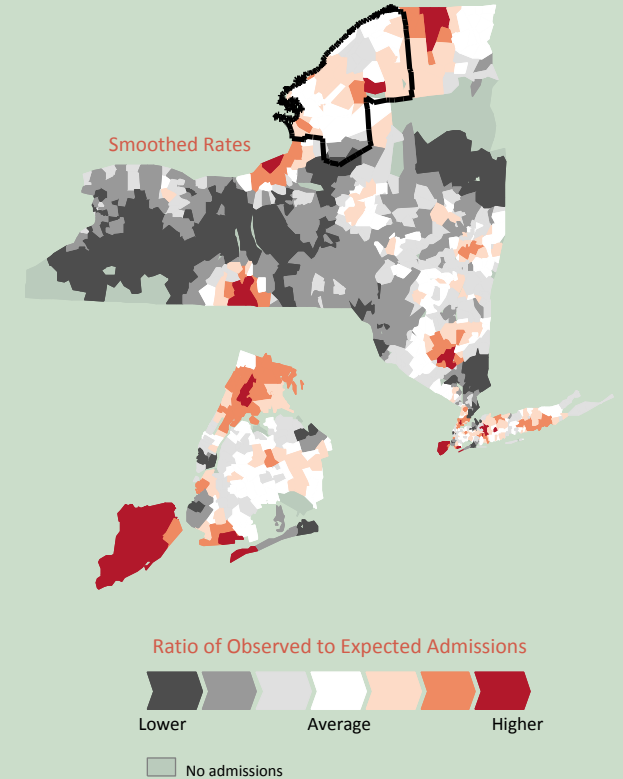 Smoothed Rates
Ratio of Observed to Expected Admissions
Lower Average Higher
No admissions